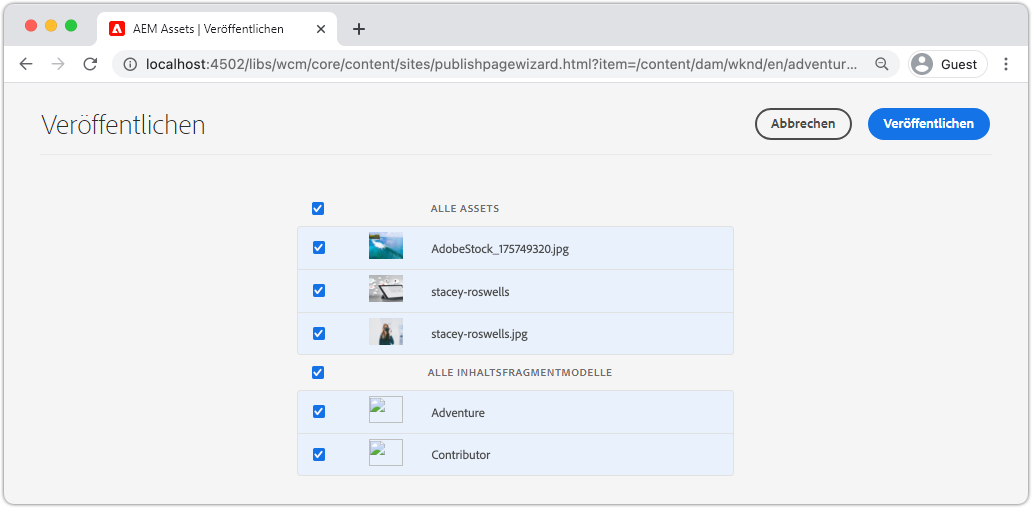 AEM Assets | Veröffentlichen
localhost:4502/libs/wcm/core/content/sites/publishpagewizard.html?item=/content/dam/wknd/en/adventur...
Guest
Veröffentlichen
Abbrechen
Veröffentlichen
ALLE ASSETS
AdobeStock_175749320.jpg
stacey-roswells
stacey-roswells.jpg
ALLE INHALTSFRAGMENTMODELLE
Adventure
Contributor